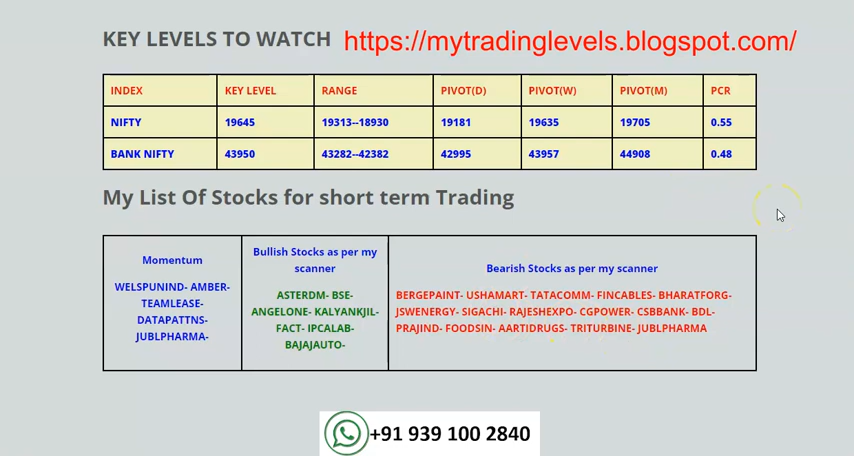 KEY LEVELS TO WATCH https://mytradinglevels.blogspot.com/
INDEX KEY LEVEL RANGE PIVOT(D) PIVOT(W) PIVOT(M) PCR
NIFTY 19645 19313--18930 19181 19635 19705 0.55
BANK NIFTY 43950 43282--42382 42995 43957 44908 0.48
My List Of Stocks for short term Trading
Momentum
WELSPUNIND- AMBER-
TEAMLEASE-
DATAPATTNS-
JUBLPHARMA-
Bullish Stocks as per my
scanner
ASTERDM- BSE-
ANGELONE- KALYANKJIL-
FACT- IPCALAB-
BAJAJAUTO-
Bearish Stocks as per my scanner
BERGEPAINT- USHAMART- TATACOMM- FINCABLES- BHARATFORG-
JSWENERGY- SIGACHI- RAJESHEXPO- CGPOWER- CSBBANK- BDL-
PRAJIND- FOODSIN- AARTIDRUGS- TRITURBINE- JUBLPHARMA
+91 939 100 2840